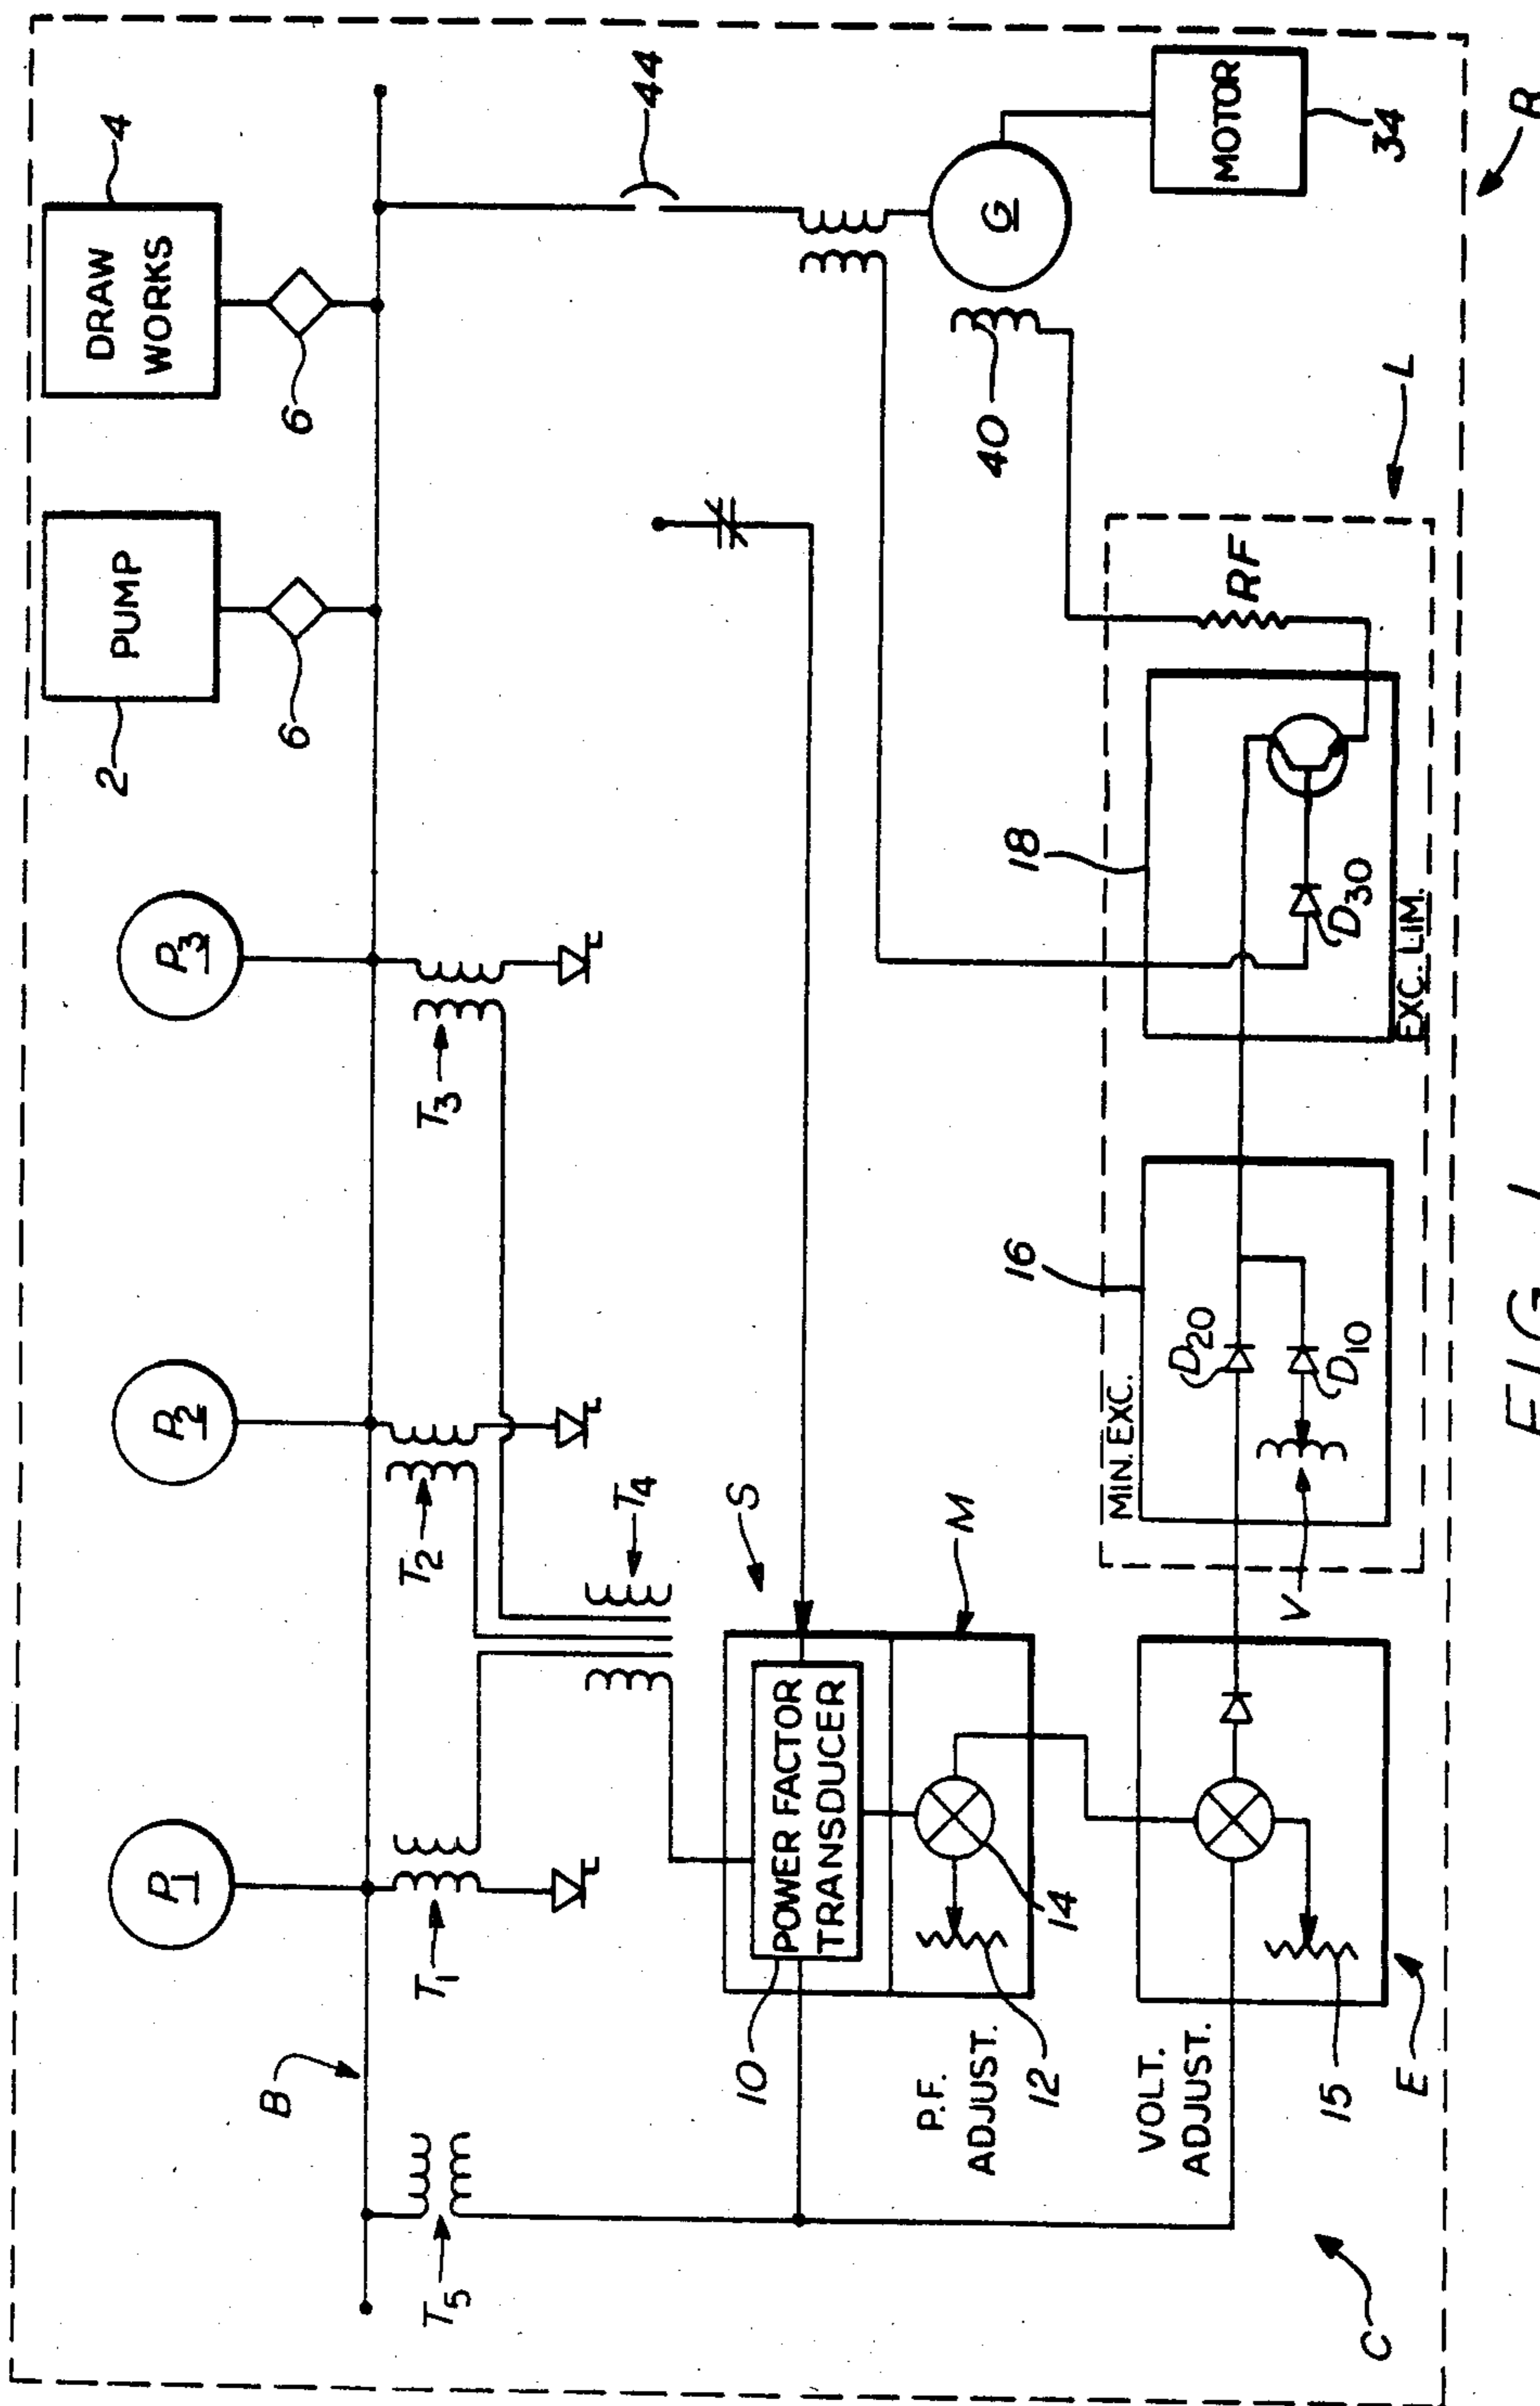 P1
P2
P3
2
PUMP
6
4
DRAW
WORKS
6
B
T5
T1
T2
T3
T4
44
S
10
POWER FACTOR
TRANSDUCER
M
P.F.
ADJUST.
12
14
40
G
MOTOR
34
VOLT.
ADJUST.
15
E
MIN. EXC.
16
D20
D10
V
18
D30
EXC. LIM.
RF
L
C
R
FIG. 1